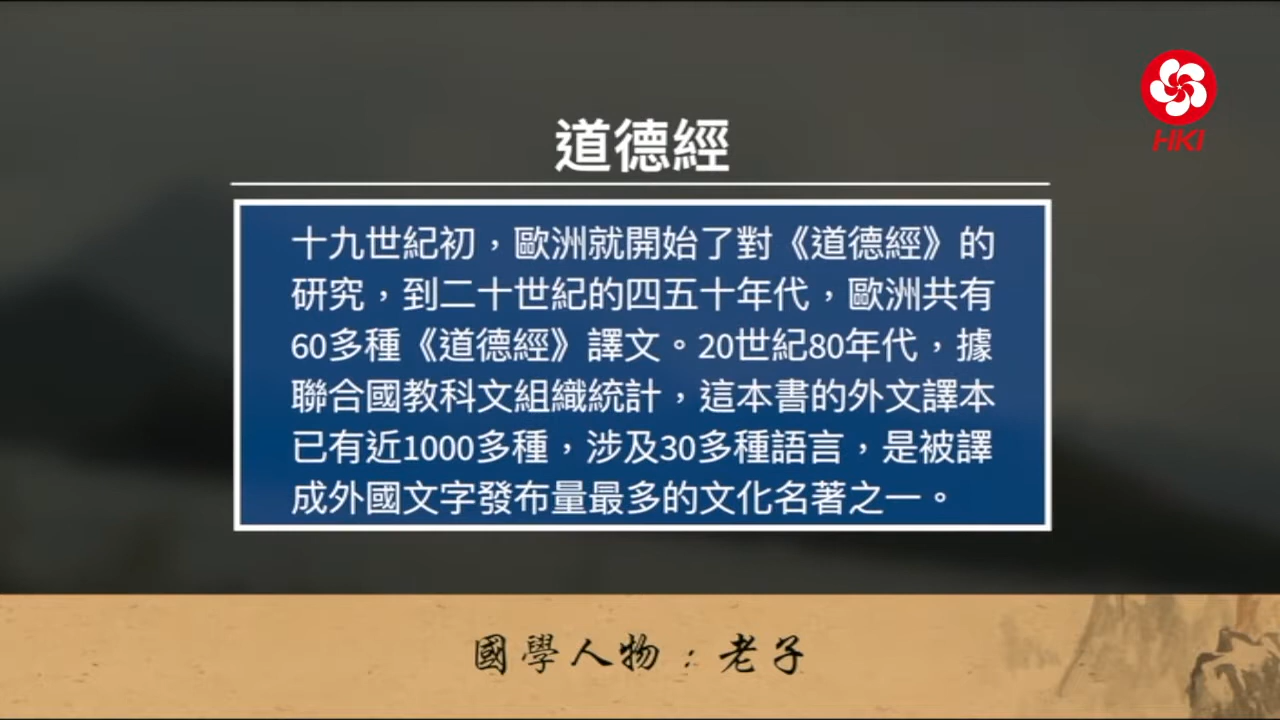 HKI
道德經
十九世紀初，歐洲就開始了對《道德經》的
研究，到二十世紀的四五十年代，歐洲共有
60多種《道德經》譯文。20世紀80年代，據
聯合國教科文組織統計，這本書的外文譯本
已有近1000多種，涉及30多種語言，是被譯
成外國文字發布量最多的文化名著之一。
國學人物：老子